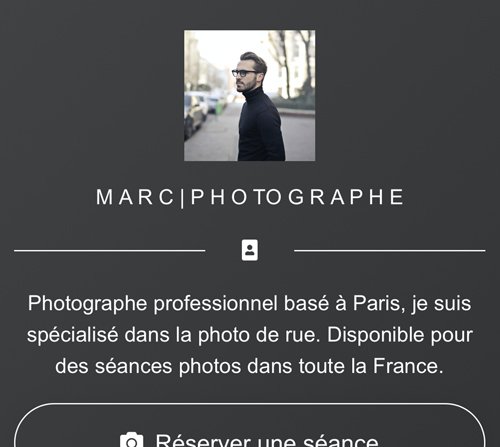 MARC|PHOTOGRAPHE
Photographe professionnel basé à Paris, je suis
spécialisé dans la photo de rue. Disponible pour
des séances photos dans toute la France.
Réserver une séance